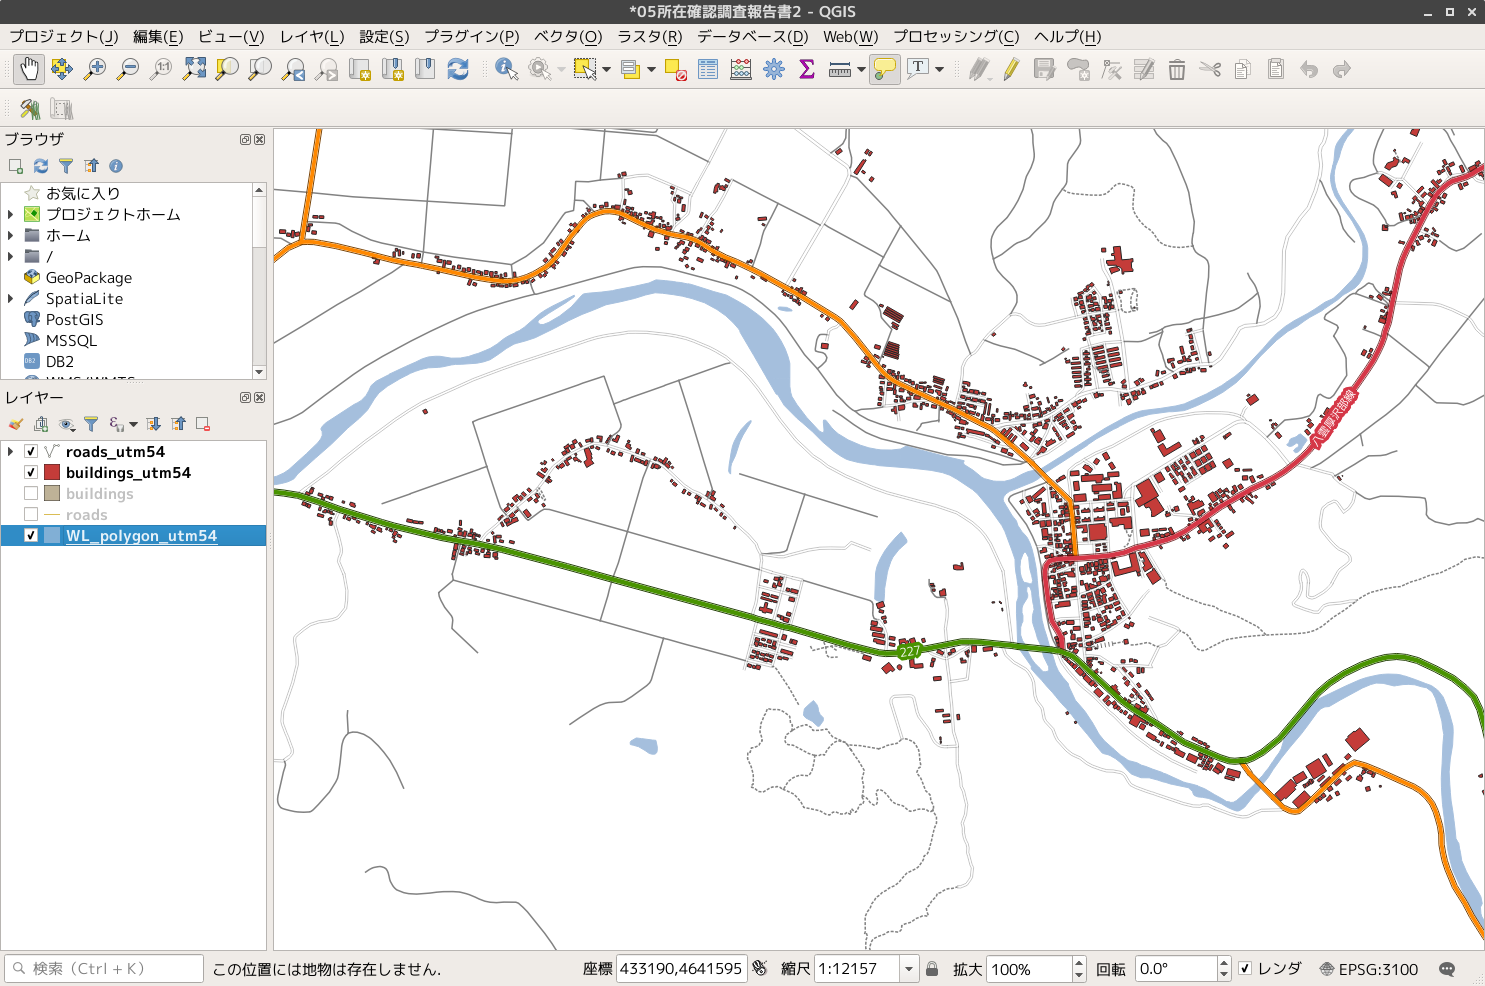 *05所在確認調査報告書2 - QGIS
プロジェクト(J) 編集(E) ビュー(V) レイヤ(L) 設定(S) プラグイン(P) ベクタ(O) ラスタ(R) データベース(D) Web(W) プロセッシング(C) ヘルプ(H)
1:1
T
ブラウザ
お気に入り
プロジェクトホーム
ホーム
/
GeoPackage
SpatiaLite
PostGIS
MSSQL
DB2
WMS/WMTS
レイヤー
roads_utm54
buildings_utm54
buildings
roads
WL_polygon_utm54
八雲厚沢部線
227
検索 (Ctrl + K)
この位置には地物は存在しません.
座標 433190,4641595 縮尺 1:12157 拡大 100% 回転 0.0° レンダ EPSG:3100